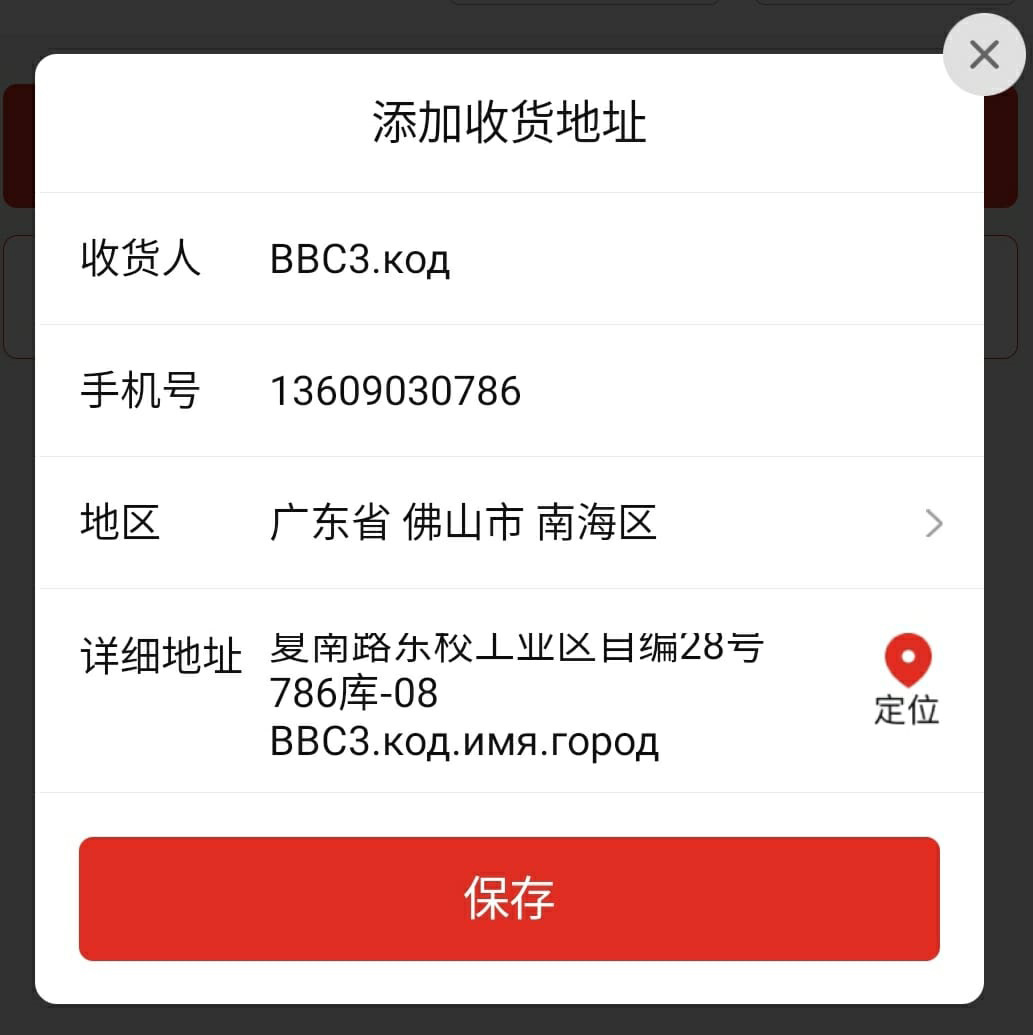 添加收货地址
收货人 BBC3.код
手机号 13609030786
地区 广东省 佛山市 南海区
详细地址 夏南路东校工业区自编28号
786库-08
BBC3.код.имя.город
定位
保存